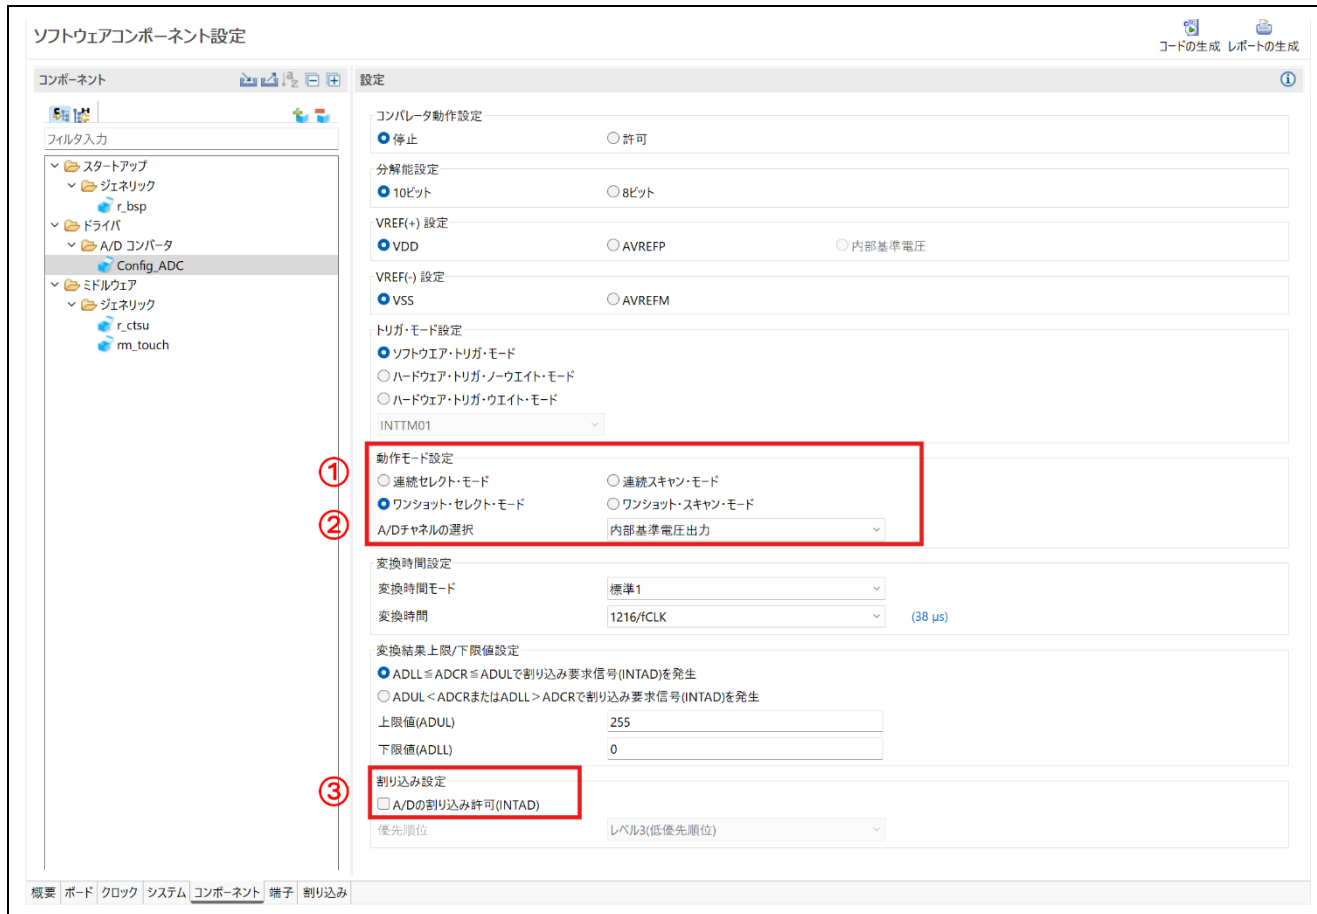 ソフトウェアコンポーネント設定
コードの生成 レポートの生成
コンポーネント
フィルタ入力
スタートアップ
ジェネリック
r_bsp
ドライバ
A/D コンバータ
Config_ADC
ミドルウェア
ジェネリック
r_ctsu
rm_touch
設定
コンパレータ動作設定
停止 許可
分解能設定
10ビット 8ビット
VREF(+) 設定
VDD AVREFP 内部基準電圧
VREF(-) 設定
VSS AVREFM
トリガ・モード設定
ソフトウエア・トリガ・モード
ハードウェア・トリガ・ノーウエイト・モード
ハードウェア・トリガ・ウエイト・モード
INTTM01
① 動作モード設定
連続セレクト・モード 連続スキャン・モード
ワンショット・セレクト・モード ワンショット・スキャン・モード
② A/Dチャネルの選択 内部基準電圧出力
変換時間設定
変換時間モード 標準1
変換時間 1216/fCLK (38 μs)
変換結果上限/下限値設定
ADLL≦ADCR≦ADULで割り込み要求信号(INTAD)を発生
ADUL<ADCRまたはADLL>ADCRで割り込み要求信号(INTAD)を発生
上限値(ADUL) 255
下限値(ADLL) 0
③ 割り込み設定
A/Dの割り込み許可(INTAD)
優先順位 レベル3(低優先順位)
概要 ボード クロック システム コンポーネント 端子 割り込み